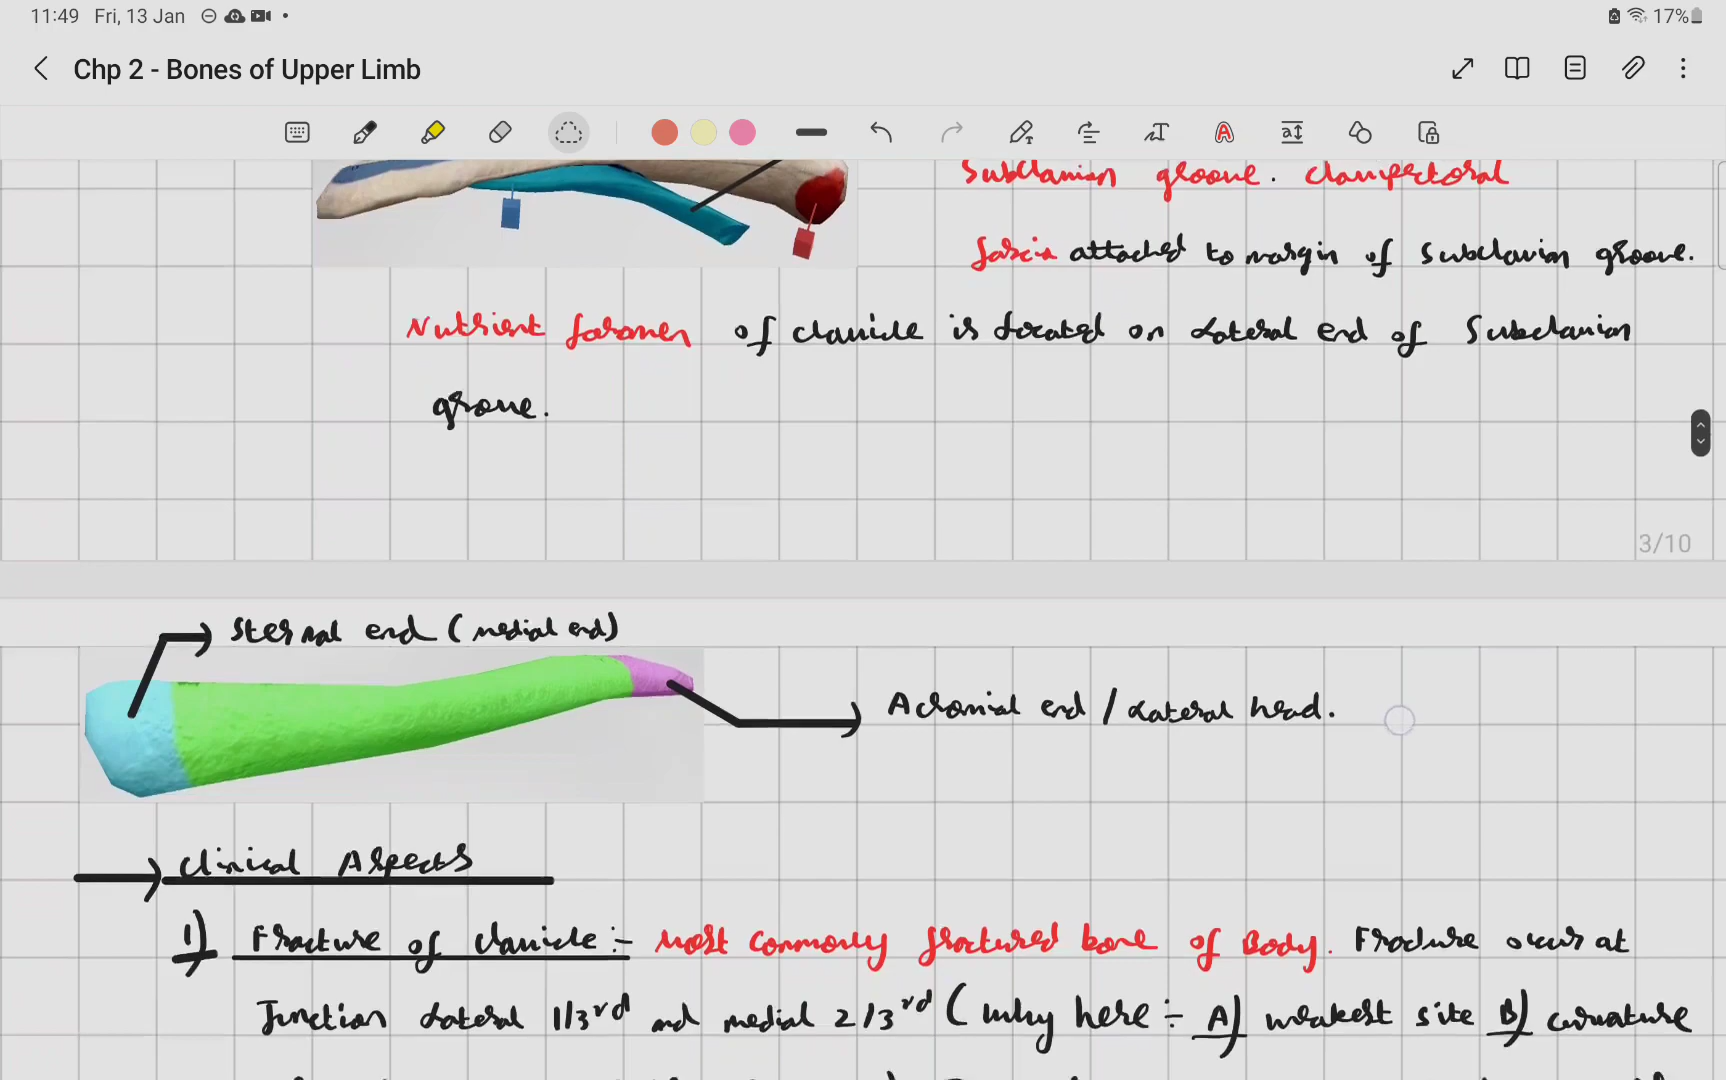 11:49 Fri, 13 Jan
17%
Chp 2 - Bones of Upper Limb
Subclavian groove. Clavipectoral
fascia attached to margin of Subclavian groove.
Nutrient foramen of clavicle is located on lateral end of Subclavian
groove.
3/10
Sternal end (medial end)
Acromial end / Lateral head.
Clinical Aspects
1) Fracture of clavicle :- Most commonly fractured bone of Body. Fracture occur at
Junction lateral 1/3rd and medial 2/3rd (why here :- A) weakest site B) curvature